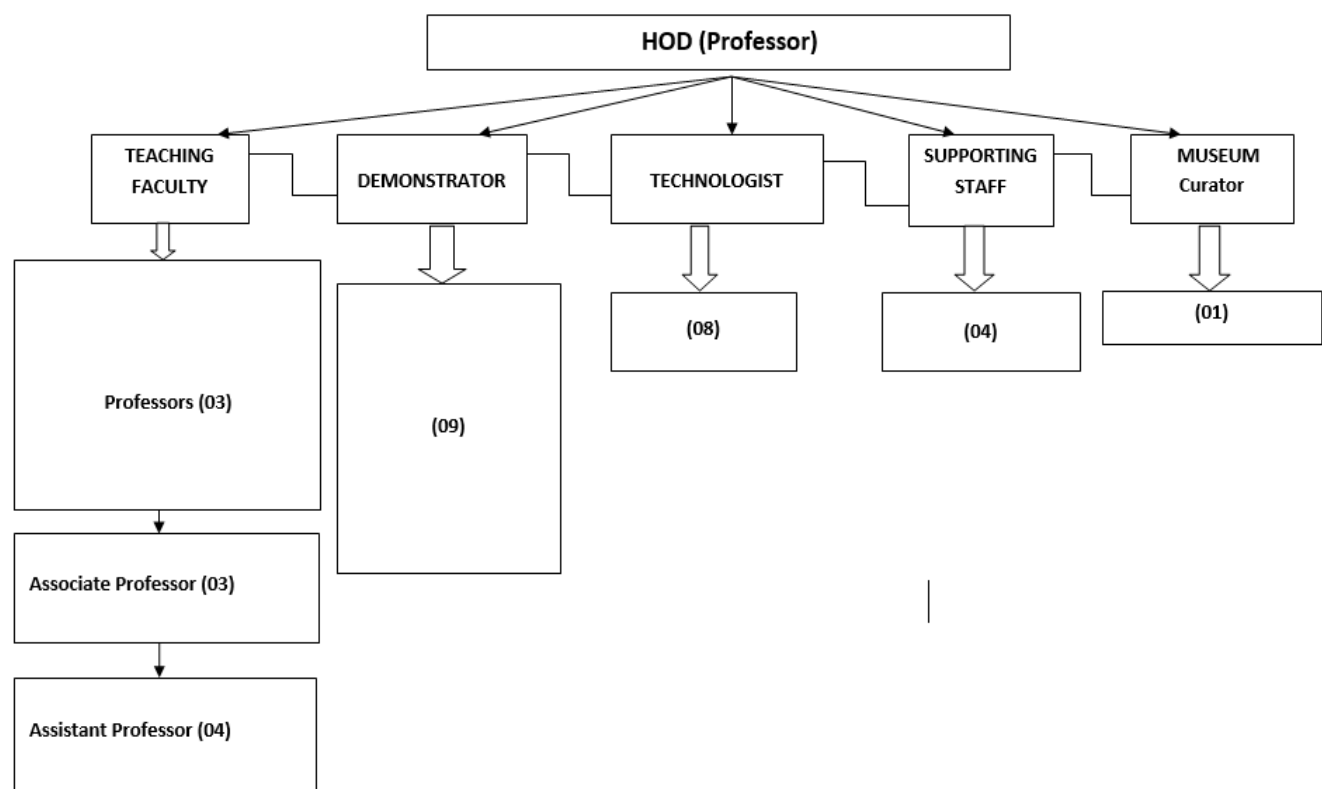 HOD (Professor)
TEACHING
FACULTY
DEMONSTRATOR
TECHNOLOGIST
SUPPORTING
STAFF
MUSEUM
Curator
Professors (03)
(09)
(08)
(04)
(01)
Associate Professor (03)
Assistant Professor (04)